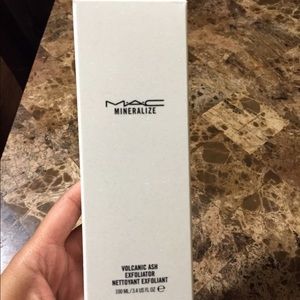 MAC
MINERALIZE
VOLCANIC ASH
EXFOLIATOR
NETTOYANT EXFOLIANT
100 ML / 3.4 US FL OZ ℮